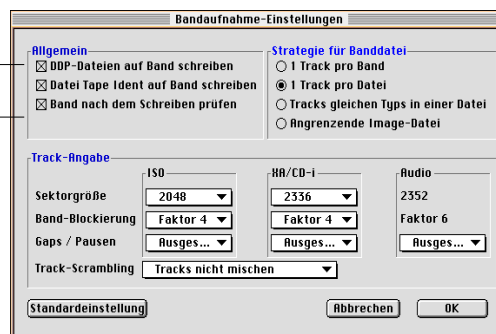 Bandaufnahme-Einstellungen
Allgemein
DDP-Dateien auf Band schreiben
Datei Tape Ident auf Band schreiben
Band nach dem Schreiben prüfen
Strategie für Banddatei
1 Track pro Band
1 Track pro Datei
Tracks gleichen Typs in einer Datei
Angrenzende Image-Datei
Track-Angabe
ISO XA/CD-i Audio
Sektorgröße 2048 2336 2352
Band-Blockierung Faktor 4 Faktor 4 Faktor 6
Gaps / Pausen Ausges... Ausges... Ausges...
Track-Scrambling Tracks nicht mischen
Standardeinstellung Abbrechen OK